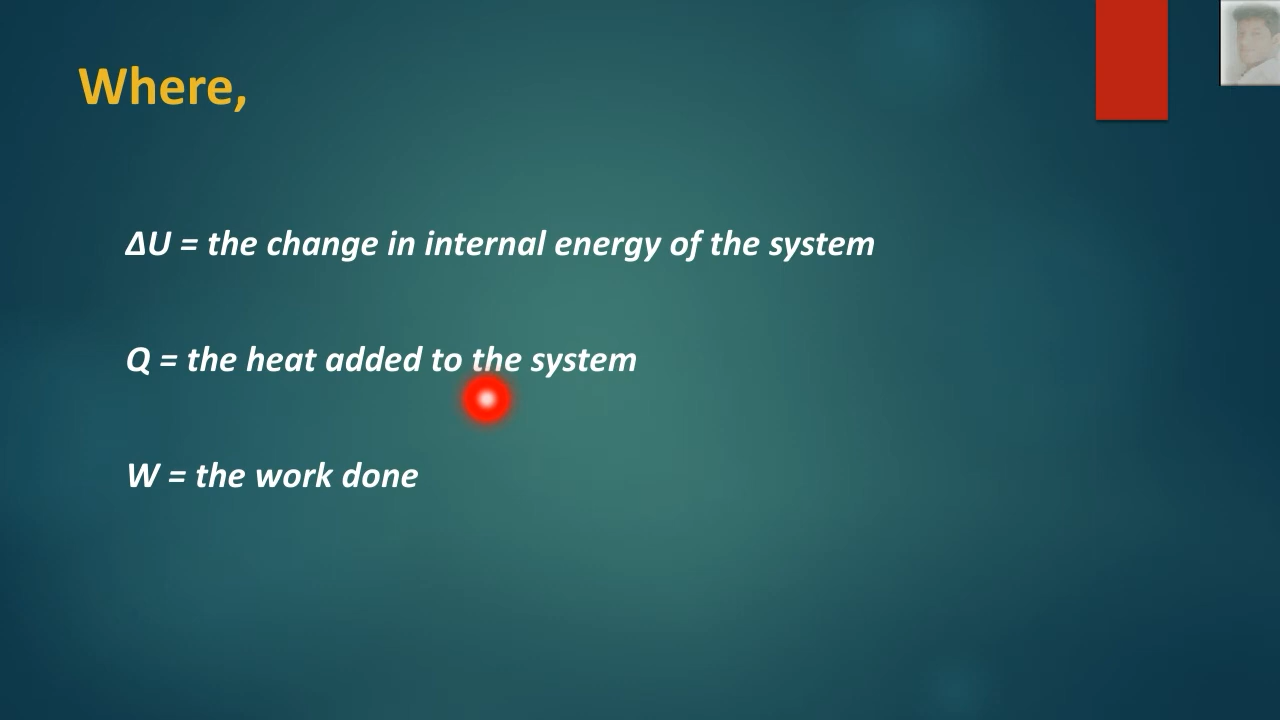 Where,
ΔU = the change in internal energy of the system
Q = the heat added to the system
W = the work done